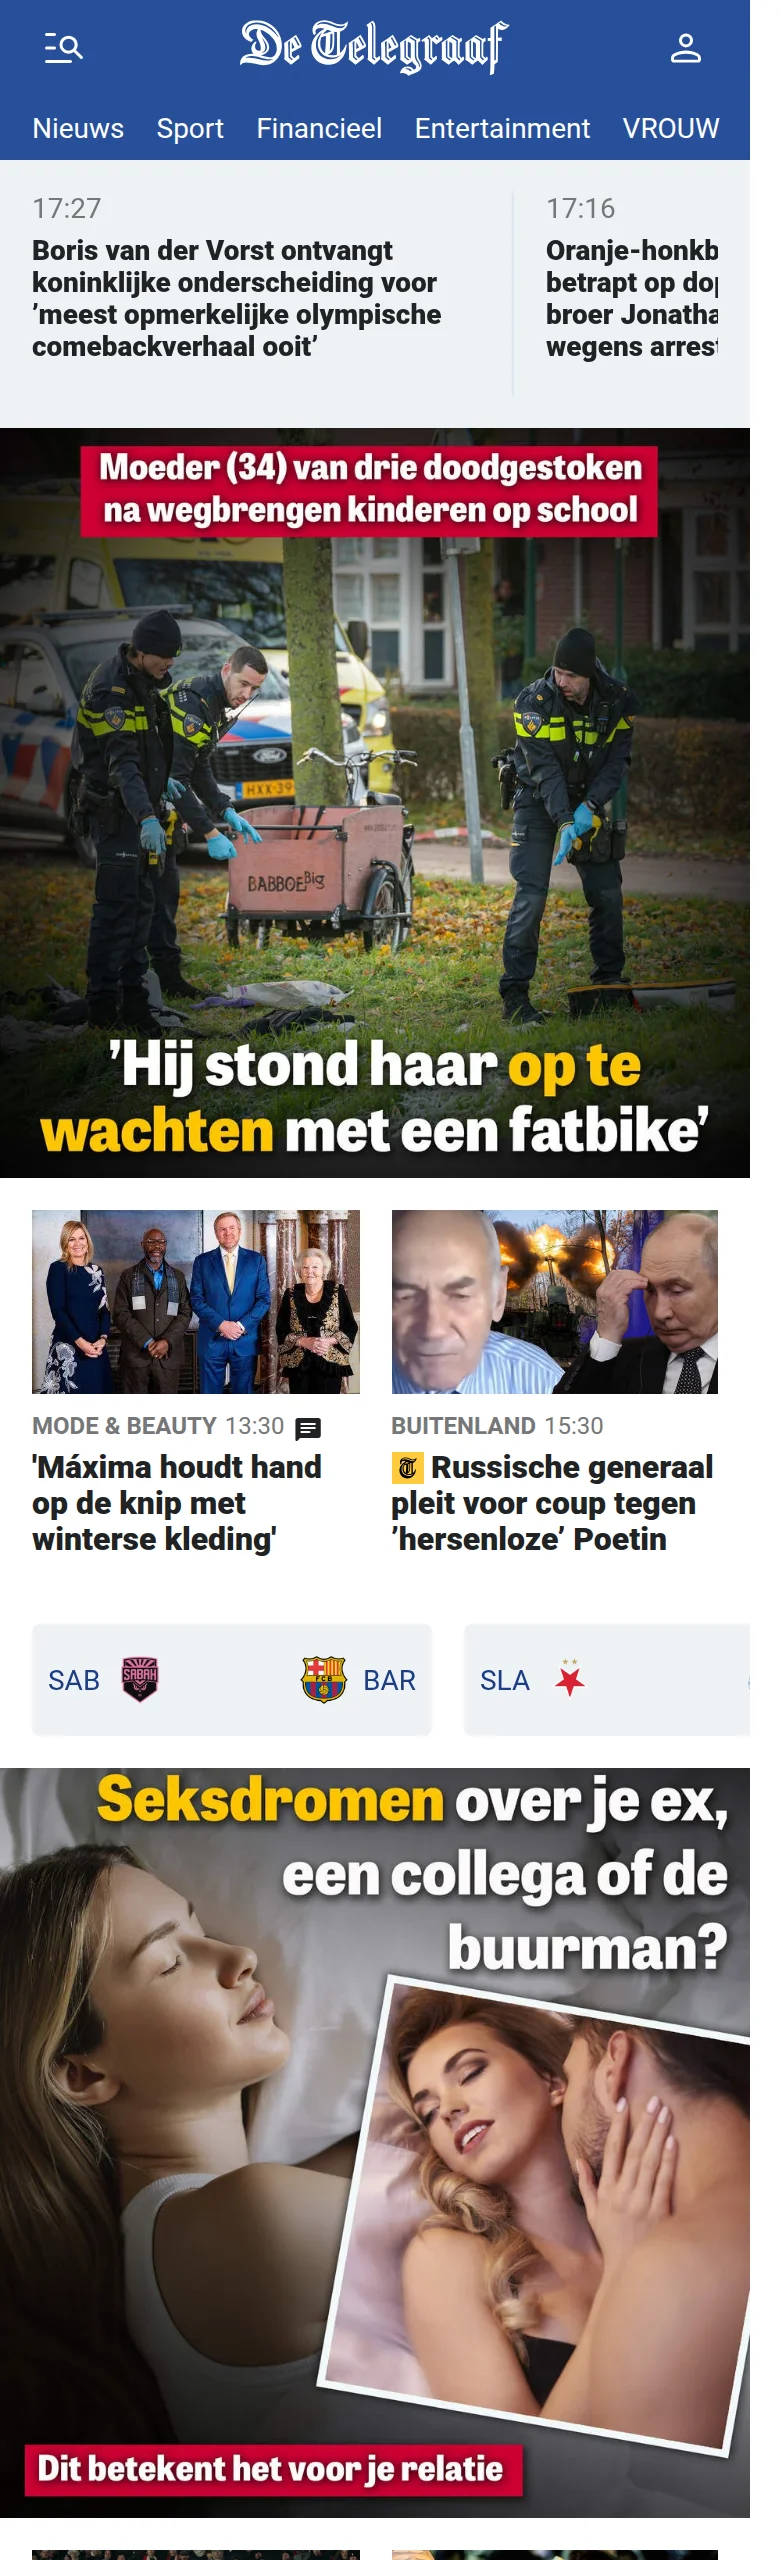 De Telegraaf
Nieuws Sport Financieel Entertainment VROUW
17:27
Boris van der Vorst ontvangt
koninklijke onderscheiding voor
’meest opmerkelijke olympische
comebackverhaal ooit’
17:16
Oranje-honkb
betrapt op dop
broer Jonatha
wegens arrest
Moeder (34) van drie doodgestoken
na wegbrengen kinderen op school
HXX-39
BABBOE Big
’Hij stond haar op te
wachten met een fatbike’
MODE & BEAUTY 13:30
'Máxima houdt hand
op de knip met
winterse kleding'
BUITENLAND 15:30
T Russische generaal
pleit voor coup tegen
’hersenloze’ Poetin
SAB SABAH FCB BAR
SLA
Seksdromen over je ex,
een collega of de
buurman?
Dit betekent het voor je relatie